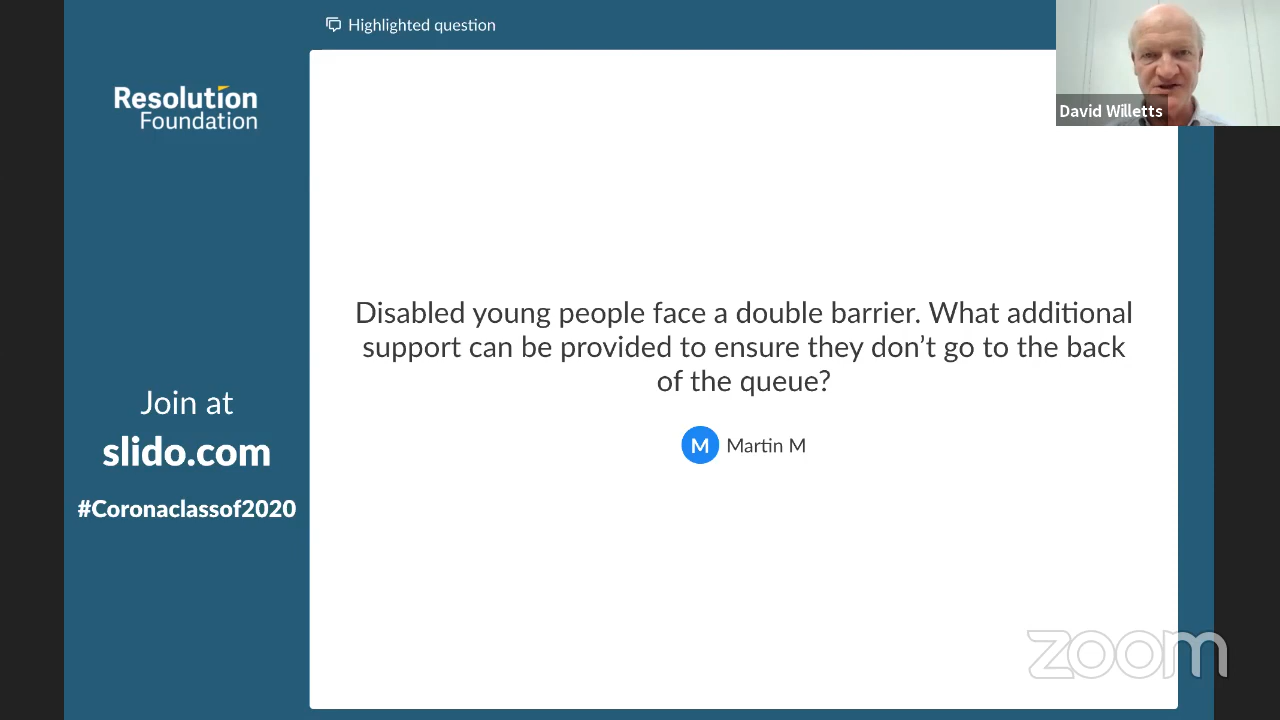 Highlighted question
David Willetts
Resolution
Foundation
Disabled young people face a double barrier. What additional
support can be provided to ensure they don’t go to the back
of the queue?
M Martin M
Join at
slido.com
#Coronaclassof2020
zoom